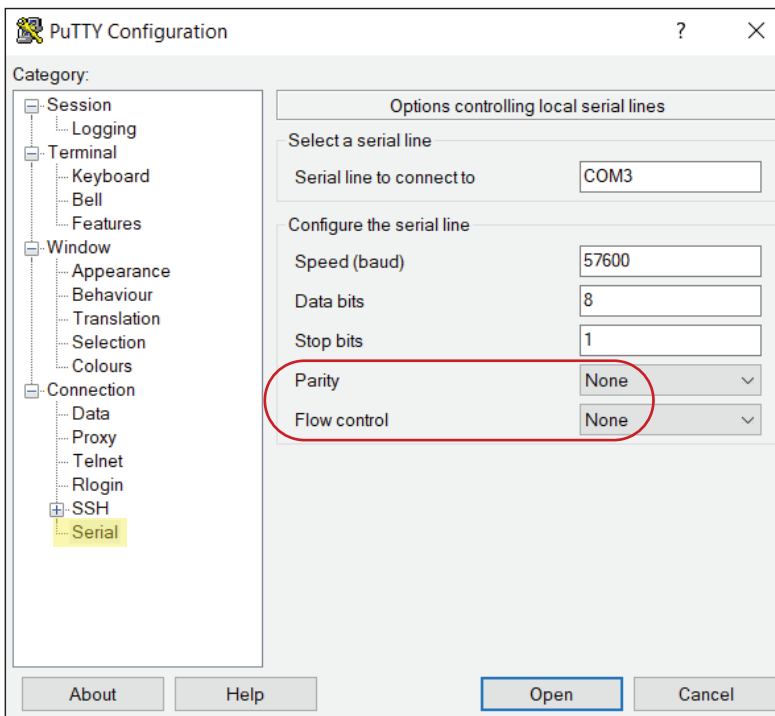 PuTTY Configuration
?
Category:
Session
Logging
Terminal
Keyboard
Bell
Features
Window
Appearance
Behaviour
Translation
Selection
Colours
Connection
Data
Proxy
Telnet
Rlogin
SSH
Serial
Options controlling local serial lines
Select a serial line
Serial line to connect to COM3
Configure the serial line
Speed (baud) 57600
Data bits 8
Stop bits 1
Parity None
Flow control None
About Help Open Cancel